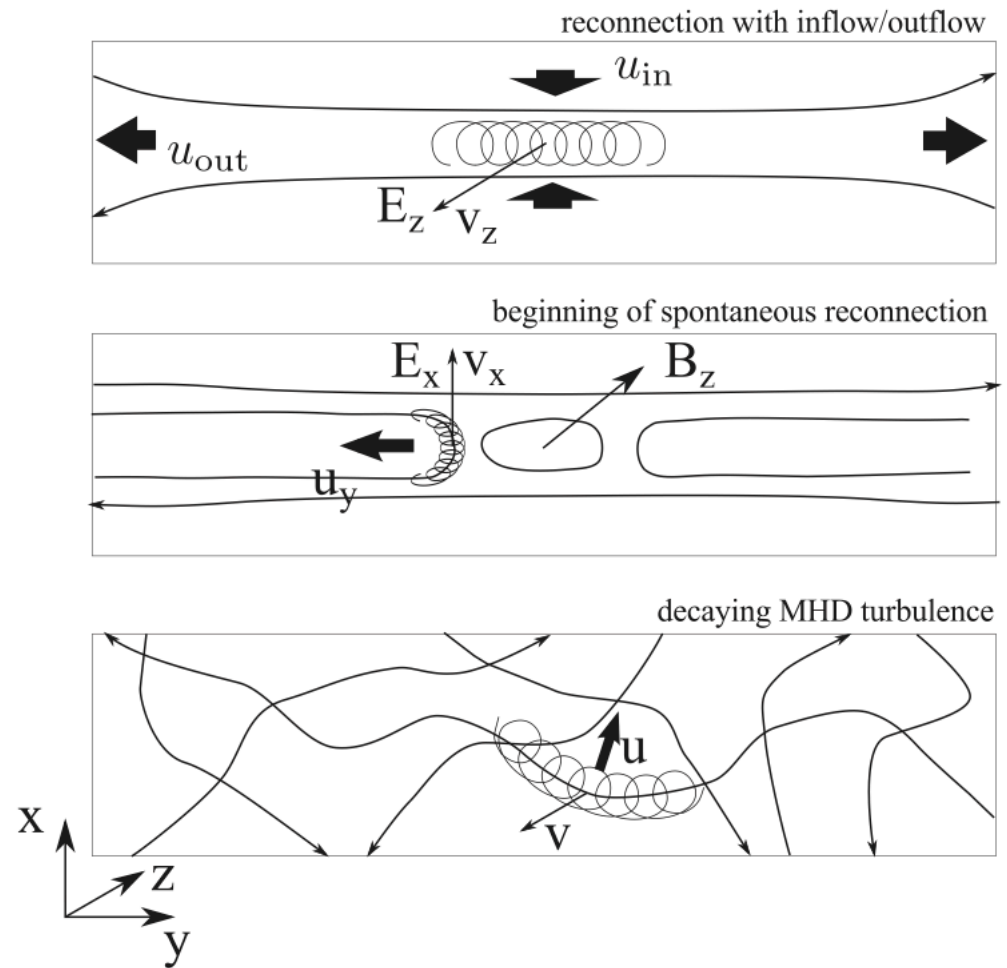 reconnection with inflow/outflow
u_in
u_out
E_z
v_z
beginning of spontaneous reconnection
E_x v_x
B_z
u_y
decaying MHD turbulence
u
v
x
z
y